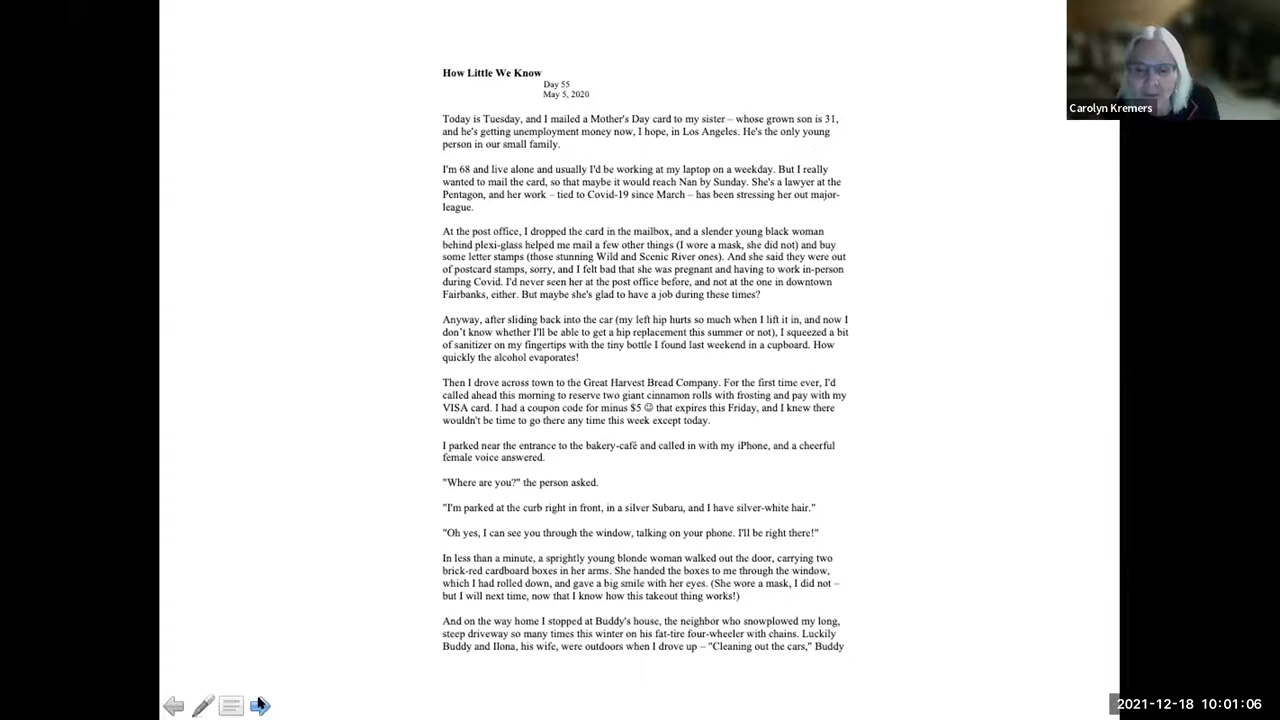 How Little We Know
Day 55
May 5, 2020
Today is Tuesday, and I mailed a Mother's Day card to my sister – whose grown son is 31,
and he's getting unemployment money now, I hope, in Los Angeles. He's the only young
person in our small family.
I'm 68 and live alone and usually I'd be working at my laptop on a weekday. But I really
wanted to mail the card, so that maybe it would reach Nan by Sunday. She's a lawyer at the
Pentagon, and her work – tied to Covid-19 since March – has been stressing her out major-
league.
At the post office, I dropped the card in the mailbox, and a slender young black woman
behind plexi-glass helped me mail a few other things (I wore a mask, she did not) and buy
some letter stamps (those stunning Wild and Scenic River ones). And she said they were out
of postcard stamps, sorry, and I felt bad that she was pregnant and having to work in-person
during Covid. I'd never seen her at the post office before, and not at the one in downtown
Fairbanks, either. But maybe she's glad to have a job during these times?
Anyway, after sliding back into the car (my left hip hurts so much when I lift it in, and now I
don't know whether I'll be able to get a hip replacement this summer or not), I squeezed a bit
of sanitizer on my fingertips with the tiny bottle I found last weekend in a cupboard. How
quickly the alcohol evaporates!
Then I drove across town to the Great Harvest Bread Company. For the first time ever, I'd
called ahead this morning to reserve two giant cinnamon rolls with frosting and pay with my
VISA card. I had a coupon code for minus $5 ☺ that expires this Friday, and I knew there
wouldn't be time to go there any time this week except today.
I parked near the entrance to the bakery-café and called in with my iPhone, and a cheerful
female voice answered.
"Where are you?" the person asked.
"I'm parked at the curb right in front, in a silver Subaru, and I have silver-white hair."
"Oh yes, I can see you through the window, talking on your phone. I'll be right there!"
In less than a minute, a sprightly young blonde woman walked out the door, carrying two
brick-red cardboard boxes in her arms. She handed the boxes to me through the window,
which I had rolled down, and gave a big smile with her eyes. (She wore a mask, I did not –
but I will next time, now that I know how this takeout thing works!)
And on the way home I stopped at Buddy's house, the neighbor who snowplowed my long,
steep driveway so many times this winter on his fat-tire four-wheeler with chains. Luckily
Buddy and Ilona, his wife, were outdoors when I drove up – "Cleaning out the cars," Buddy
Carolyn Kremers
2021-12-18 10:01:06